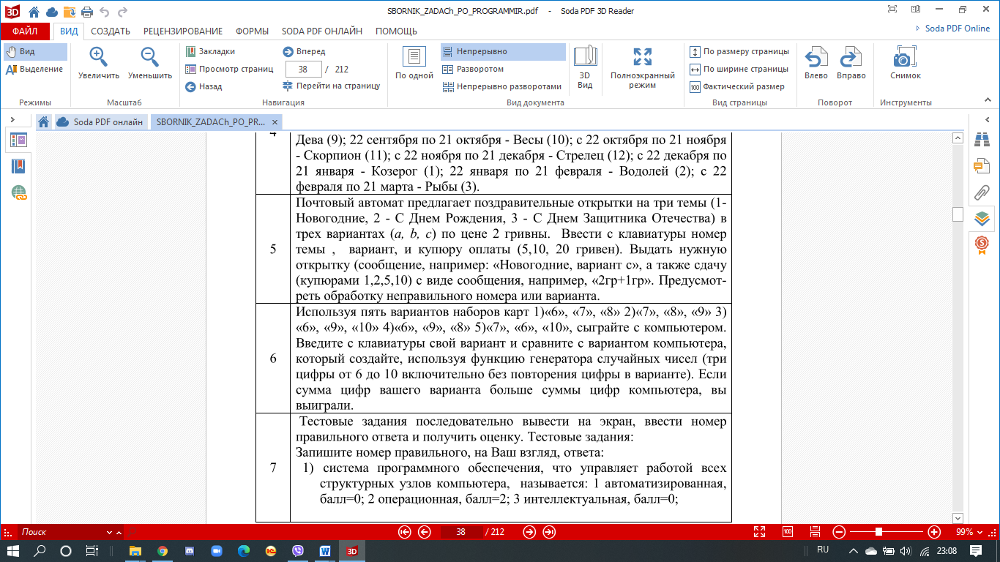 SBORNIK_ZADACh_PO_PROGRAMMIR.pdf - Soda PDF 3D Reader
ФАЙЛ ВИД СОЗДАТЬ РЕЦЕНЗИРОВАНИЕ ФОРМЫ SODA PDF ОНЛАЙН ПОМОЩЬ Soda PDF Online
Вид
Выделение
Режимы
Увеличить Уменьшить
Масштаб
Закладки
Просмотр страниц
Назад
Вперед
38 / 212
Перейти на страницу
Навигация
По одной
Непрерывно
Разворотом
Непрерывно разворотами
3D Вид
Вид документа
Полноэкранный режим
По размеру страницы
По ширине страницы
100 Фактический размер
Вид страницы
Влево Вправо
Поворот
Снимок
Инструменты
Soda PDF онлайн SBORNIK_ZADACh_PO_PR...
4
Дева (9); 22 сентября по 21 октября - Весы (10); с 22 октября по 21 ноября
- Скорпион (11); с 22 ноября по 21 декабря - Стрелец (12); с 22 декабря по
21 января - Козерог (1); 22 января по 21 февраля - Водолей (2); с 22
февраля по 21 марта - Рыбы (3).
5
Почтовый автомат предлагает поздравительные открытки на три темы (1-
Новогодние, 2 - С Днем Рождения, 3 - С Днем Защитника Отечества) в
трех вариантах (a, b, c) по цене 2 гривны. Ввести с клавиатуры номер
темы , вариант, и купюру оплаты (5,10, 20 гривен). Выдать нужную
открытку (сообщение, например: «Новогодние, вариант с», а также сдачу
(купюрами 1,2,5,10) с виде сообщения, например, «2гр+1гр». Предусмот-
реть обработку неправильного номера или варианта.
6
Используя пять вариантов наборов карт 1)«6», «7», «8» 2)«7», «8», «9» 3)
«6», «9», «10» 4)«6», «9», «8» 5)«7», «6», «10», сыграйте с компьютером.
Введите с клавиатуры свой вариант и сравните с вариантом компьютера,
который создайте, используя функцию генератора случайных чисел (три
цифры от 6 до 10 включительно без повторения цифры в варианте). Если
сумма цифр вашего варианта больше суммы цифр компьютера, вы
выиграли.
7
Тестовые задания последовательно вывести на экран, ввести номер
правильного ответа и получить оценку. Тестовые задания:
Запишите номер правильного, на Ваш взгляд, ответа:
1) система программного обеспечения, что управляет работой всех
структурных узлов компьютера, называется: 1 автоматизированная,
балл=0; 2 операционная, балл=2; 3 интеллектуальная, балл=0;
Поиск 38 / 212 100 99%
RU 23:08